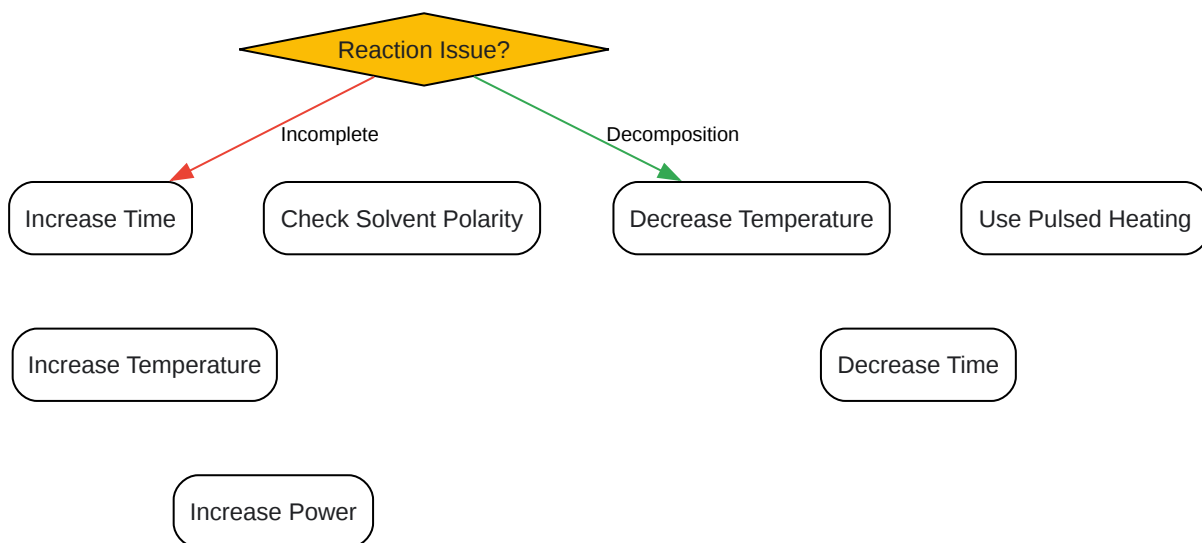 Reaction Issue?
Incomplete
Decomposition
Increase Time
Check Solvent Polarity
Decrease Temperature
Use Pulsed Heating
Increase Temperature
Decrease Time
Increase Power